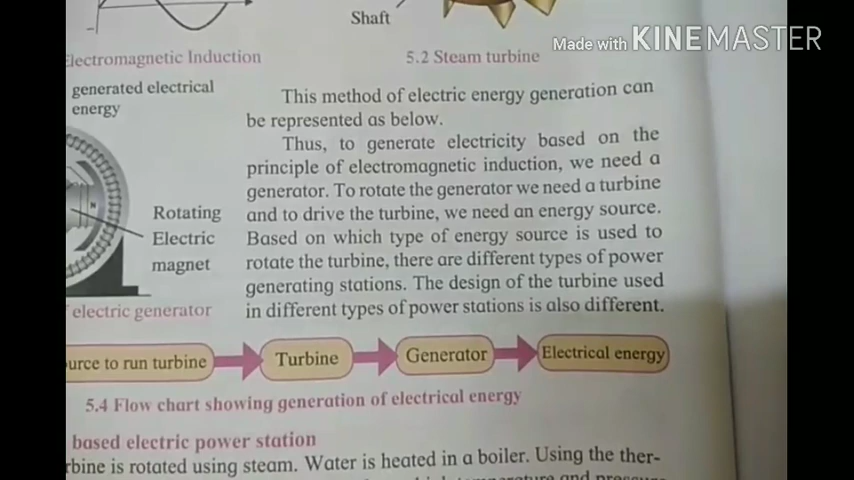 Shaft
Made with KINEMASTER
Electromagnetic Induction
5.2 Steam turbine
generated electrical
energy
This method of electric energy generation can
be represented as below.
Thus, to generate electricity based on the
principle of electromagnetic induction, we need a
generator. To rotate the generator we need a turbine
and to drive the turbine, we need an energy source.
Based on which type of energy source is used to
rotate the turbine, there are different types of power
generating stations. The design of the turbine used
in different types of power stations is also different.
N
Rotating
Electric
magnet
electric generator
urce to run turbine
Turbine
Generator
Electrical energy
5.4 Flow chart showing generation of electrical energy
based electric power station
rbine is rotated using steam. Water is heated in a boiler. Using the ther-
temperature and pressure